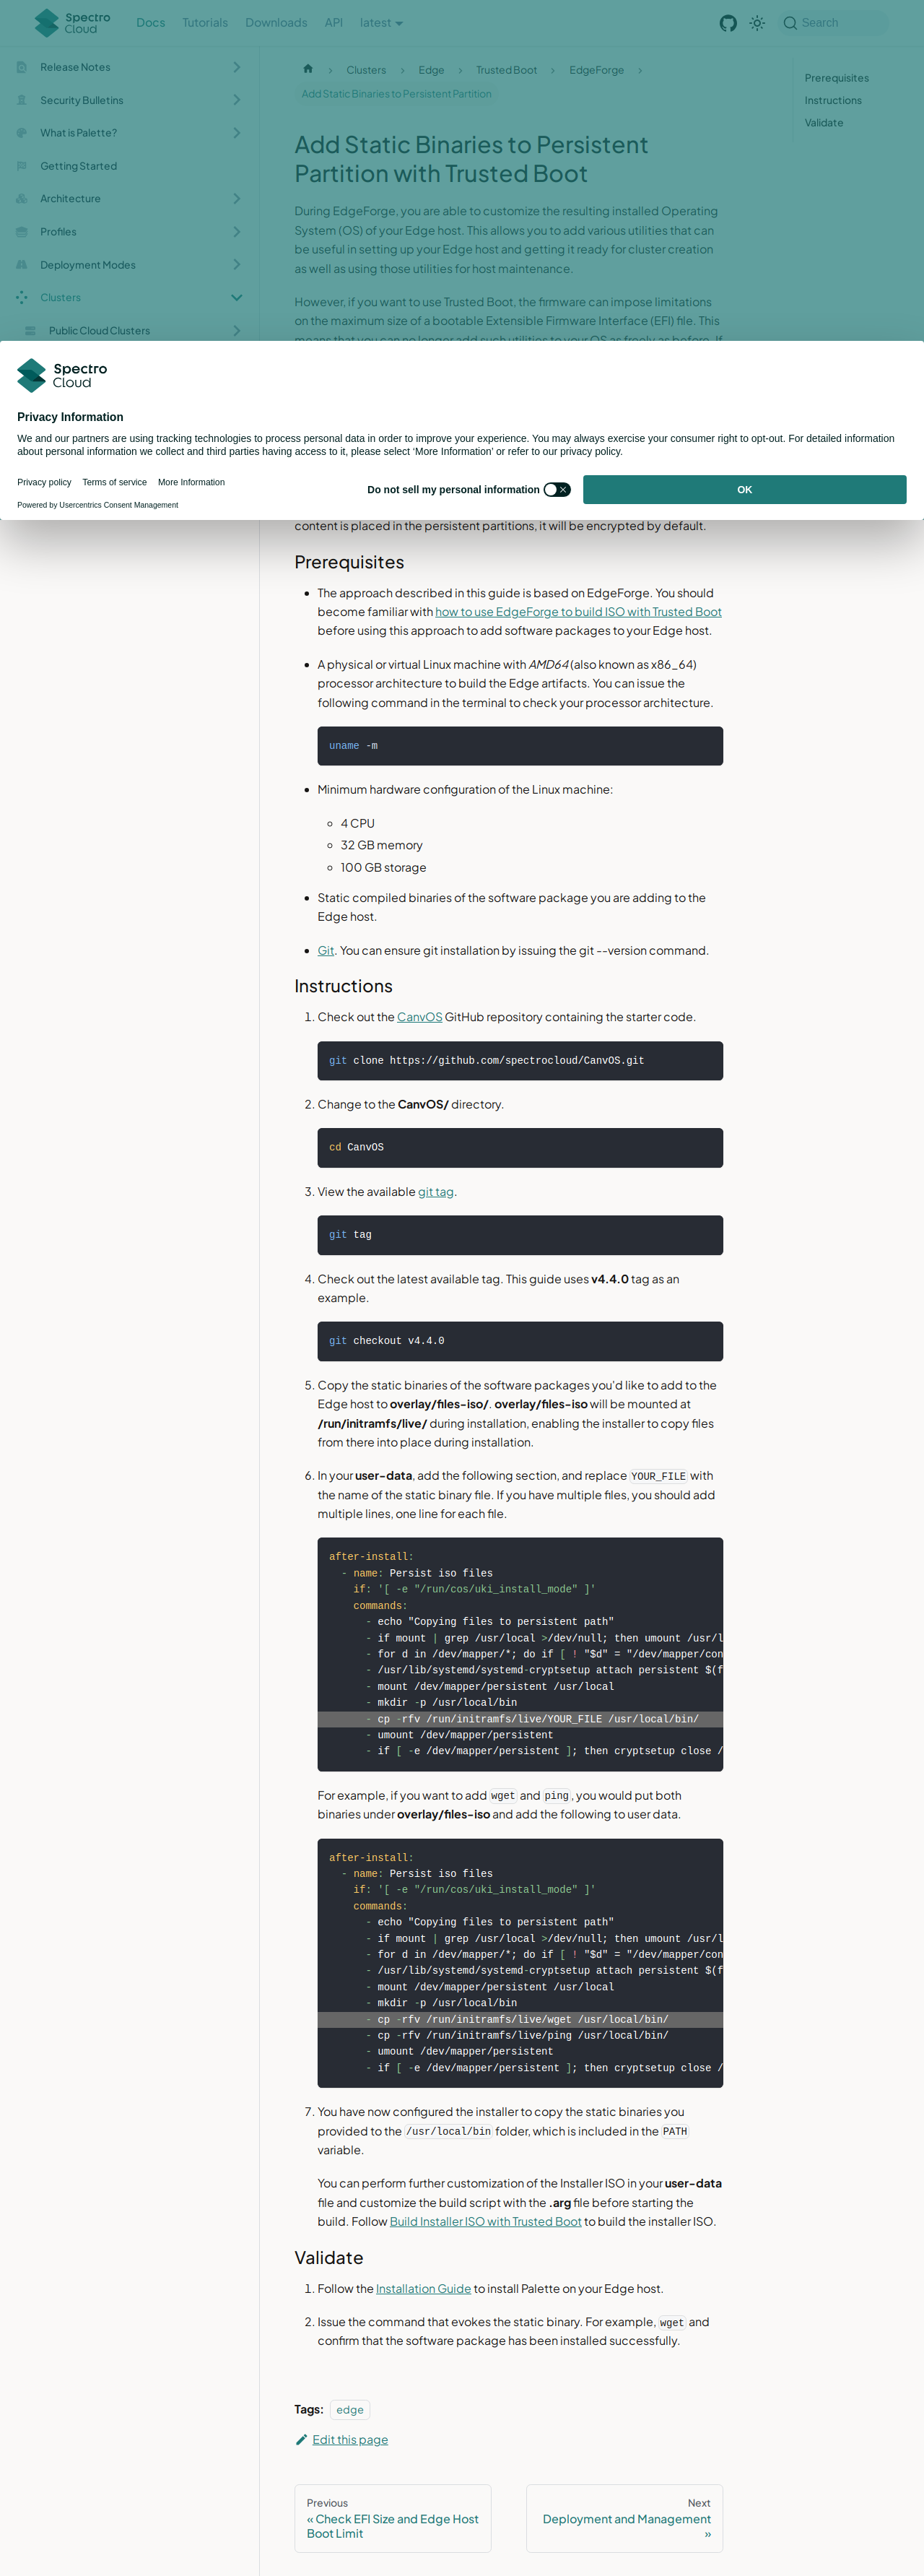 Spectro
Cloud
Docs
Tutorials
Downloads
API
latest
Search
Release Notes
Security Bulletins
What is Palette?
Getting Started
Architecture
Profiles
Deployment Modes
Clusters
Public Cloud Clusters
Clusters
Edge
Trusted Boot
EdgeForge
Add Static Binaries to Persistent Partition
Prerequisites
Instructions
Validate
Add Static Binaries to Persistent
Partition with Trusted Boot
During EdgeForge, you are able to customize the resulting installed Operating
System (OS) of your Edge host. This allows you to add various utilities that can
be useful in setting up your Edge host and getting it ready for cluster creation
as well as using those utilities for host maintenance.
However, if you want to use Trusted Boot, the firmware can impose limitations
on the maximum size of a bootable Extensible Firmware Interface (EFI) file. This
means that you can no longer add such utilities to your OS as freely as before. If
Spectro
Cloud
Privacy Information
We and our partners are using tracking technologies to process personal data in order to improve your experience. You may always exercise your consumer right to opt-out. For detailed information
about personal information we collect and third parties having access to it, please select ‘More Information’ or refer to our privacy policy.
Privacy policy
Terms of service
More Information
Do not sell my personal information
OK
Powered by Usercentrics Consent Management
content is placed in the persistent partitions, it will be encrypted by default.
Prerequisites
The approach described in this guide is based on EdgeForge. You should
become familiar with how to use EdgeForge to build ISO with Trusted Boot
before using this approach to add software packages to your Edge host.
A physical or virtual Linux machine with AMD64 (also known as x86_64)
processor architecture to build the Edge artifacts. You can issue the
following command in the terminal to check your processor architecture.
uname -m
Minimum hardware configuration of the Linux machine:
4 CPU
32 GB memory
100 GB storage
Static compiled binaries of the software package you are adding to the
Edge host.
Git. You can ensure git installation by issuing the git --version command.
Instructions
1. Check out the CanvOS GitHub repository containing the starter code.
git clone https://github.com/spectrocloud/CanvOS.git
2. Change to the CanvOS/ directory.
cd CanvOS
3. View the available git tag.
git tag
4. Check out the latest available tag. This guide uses v4.4.0 tag as an
example.
git checkout v4.4.0
5. Copy the static binaries of the software packages you'd like to add to the
Edge host to overlay/files-iso/. overlay/files-iso will be mounted at
/run/initramfs/live/ during installation, enabling the installer to copy files
from there into place during installation.
6. In your user-data, add the following section, and replace YOUR_FILE with
the name of the static binary file. If you have multiple files, you should add
multiple lines, one line for each file.
after-install:
- name: Persist iso files
if: '[ -e "/run/cos/uki_install_mode" ]'
commands:
- echo "Copying files to persistent path"
- if mount | grep /usr/local >/dev/null; then umount /usr/l
- for d in /dev/mapper/*; do if [ ! "$d" = "/dev/mapper/con
- /usr/lib/systemd/systemd-cryptsetup attach persistent $(f
- mount /dev/mapper/persistent /usr/local
- mkdir -p /usr/local/bin
- cp -rfv /run/initramfs/live/YOUR_FILE /usr/local/bin/
- umount /dev/mapper/persistent
- if [ -e /dev/mapper/persistent ]; then cryptsetup close /
For example, if you want to add wget and ping, you would put both
binaries under overlay/files-iso and add the following to user data.
after-install:
- name: Persist iso files
if: '[ -e "/run/cos/uki_install_mode" ]'
commands:
- echo "Copying files to persistent path"
- if mount | grep /usr/local >/dev/null; then umount /usr/l
- for d in /dev/mapper/*; do if [ ! "$d" = "/dev/mapper/con
- /usr/lib/systemd/systemd-cryptsetup attach persistent $(f
- mount /dev/mapper/persistent /usr/local
- mkdir -p /usr/local/bin
- cp -rfv /run/initramfs/live/wget /usr/local/bin/
- cp -rfv /run/initramfs/live/ping /usr/local/bin/
- umount /dev/mapper/persistent
- if [ -e /dev/mapper/persistent ]; then cryptsetup close /
7. You have now configured the installer to copy the static binaries you
provided to the /usr/local/bin folder, which is included in the PATH
variable.
You can perform further customization of the Installer ISO in your user-data
file and customize the build script with the .arg file before starting the
build. Follow Build Installer ISO with Trusted Boot to build the installer ISO.
Validate
1. Follow the Installation Guide to install Palette on your Edge host.
2. Issue the command that evokes the static binary. For example, wget and
confirm that the software package has been installed successfully.
Tags: edge
Edit this page
Previous
« Check EFI Size and Edge Host
Boot Limit
Next
Deployment and Management
»